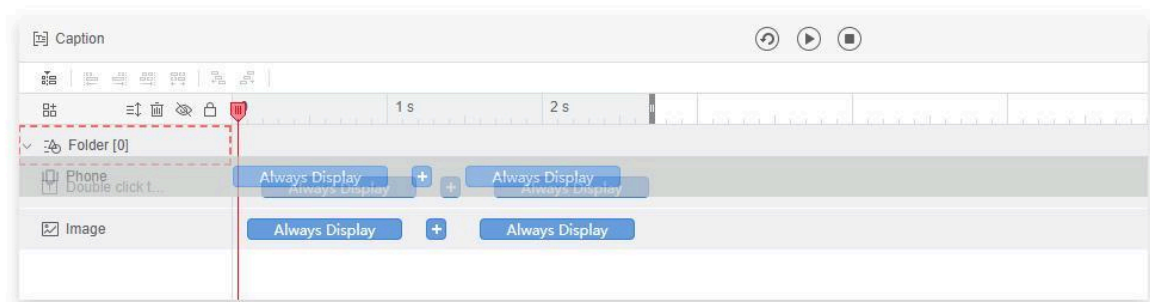 Caption
1 s 2 s
Folder [0]
Phone Always Display + Always Display
Double click t... Always Display + Always Display
Image Always Display + Always Display